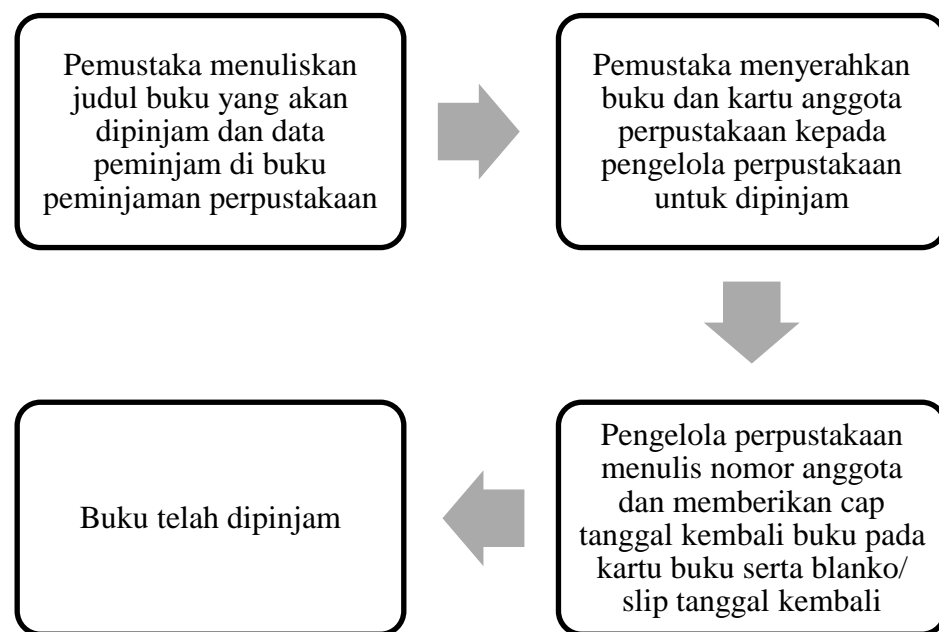 Pemustaka menuliskan
judul buku yang akan
dipinjam dan data
peminjam di buku
peminjaman perpustakaan
Pemustaka menyerahkan
buku dan kartu anggota
perpustakaan kepada
pengelola perpustakaan
untuk dipinjam
Pengelola perpustakaan
menulis nomor anggota
dan memberikan cap
tanggal kembali buku pada
kartu buku serta blanko/
slip tanggal kembali
Buku telah dipinjam